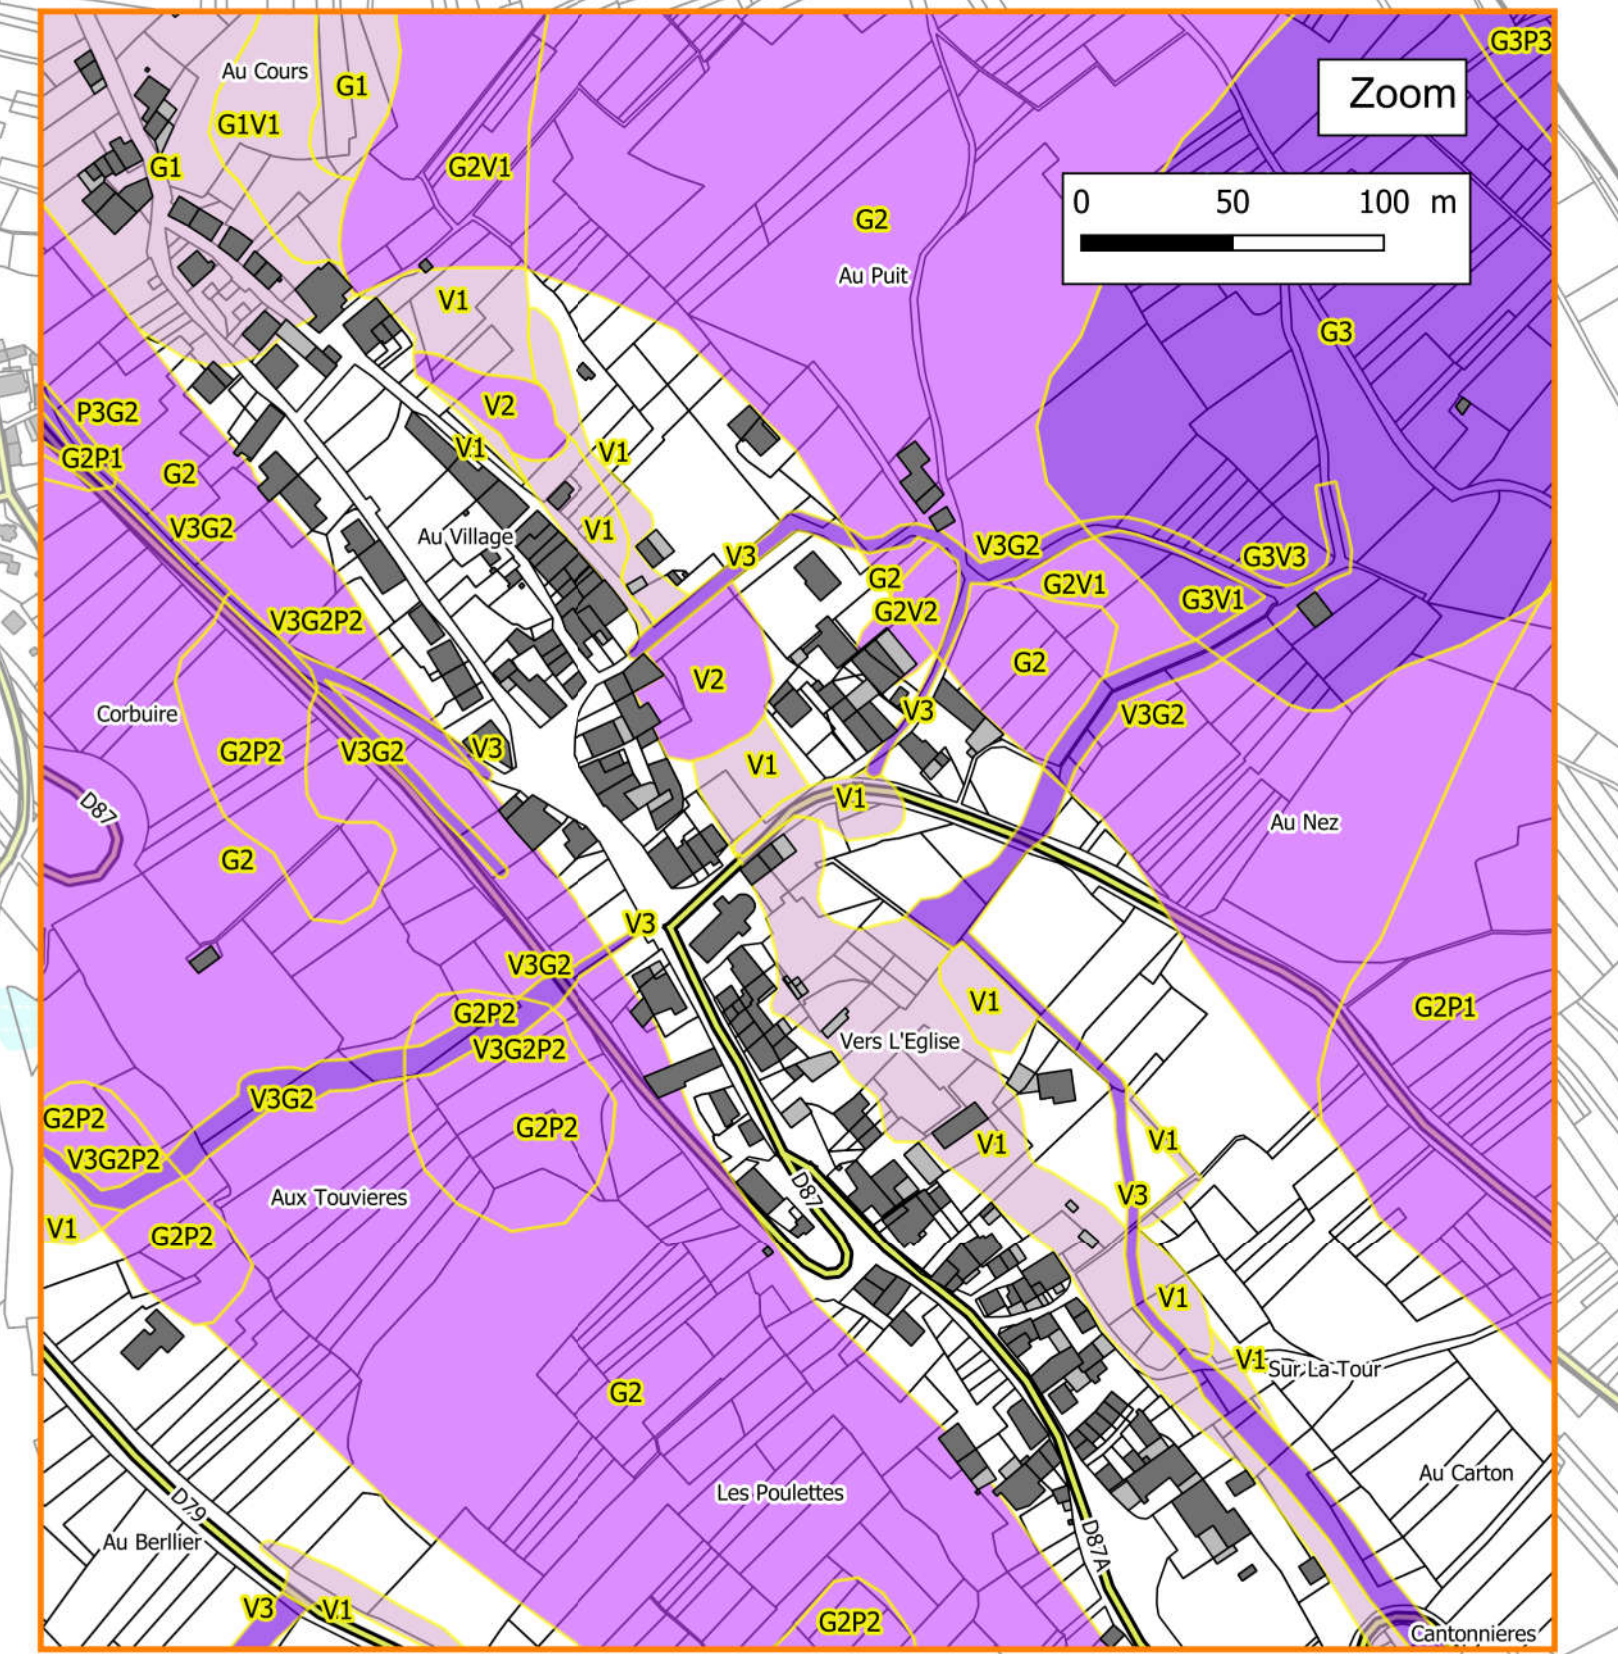 G3P3
Au Cours
G1
Zoom
G1V1
G1
G2V1
0 50 100 m
G2
Au Puit
V1
G3
P3G2
V2
G2P1
G2
V1
V1
V3G2
V1
Au Village
V3
V3G2
G3V3
G2
G2V1
G3V1
V3G2P2
G2V2
G2
V2
Corbuire
V3
V3G2
G2P2
V3G2
V3
V1
D87
V1
Au Nez
G2
V3
V3G2
G2P2
V1
G2P1
V3G2P2
Vers L'Eglise
V3G2
G2P2
G2P2
V1
V1
V3G2P2
Aux Touvieres
D87
V3
V1
G2P2
V1
V1
Sur La Tour
G2
Au Carton
Les Poulettes
D79
Au Berllier
D87A
V3
V1
G2P2
Cantonnieres